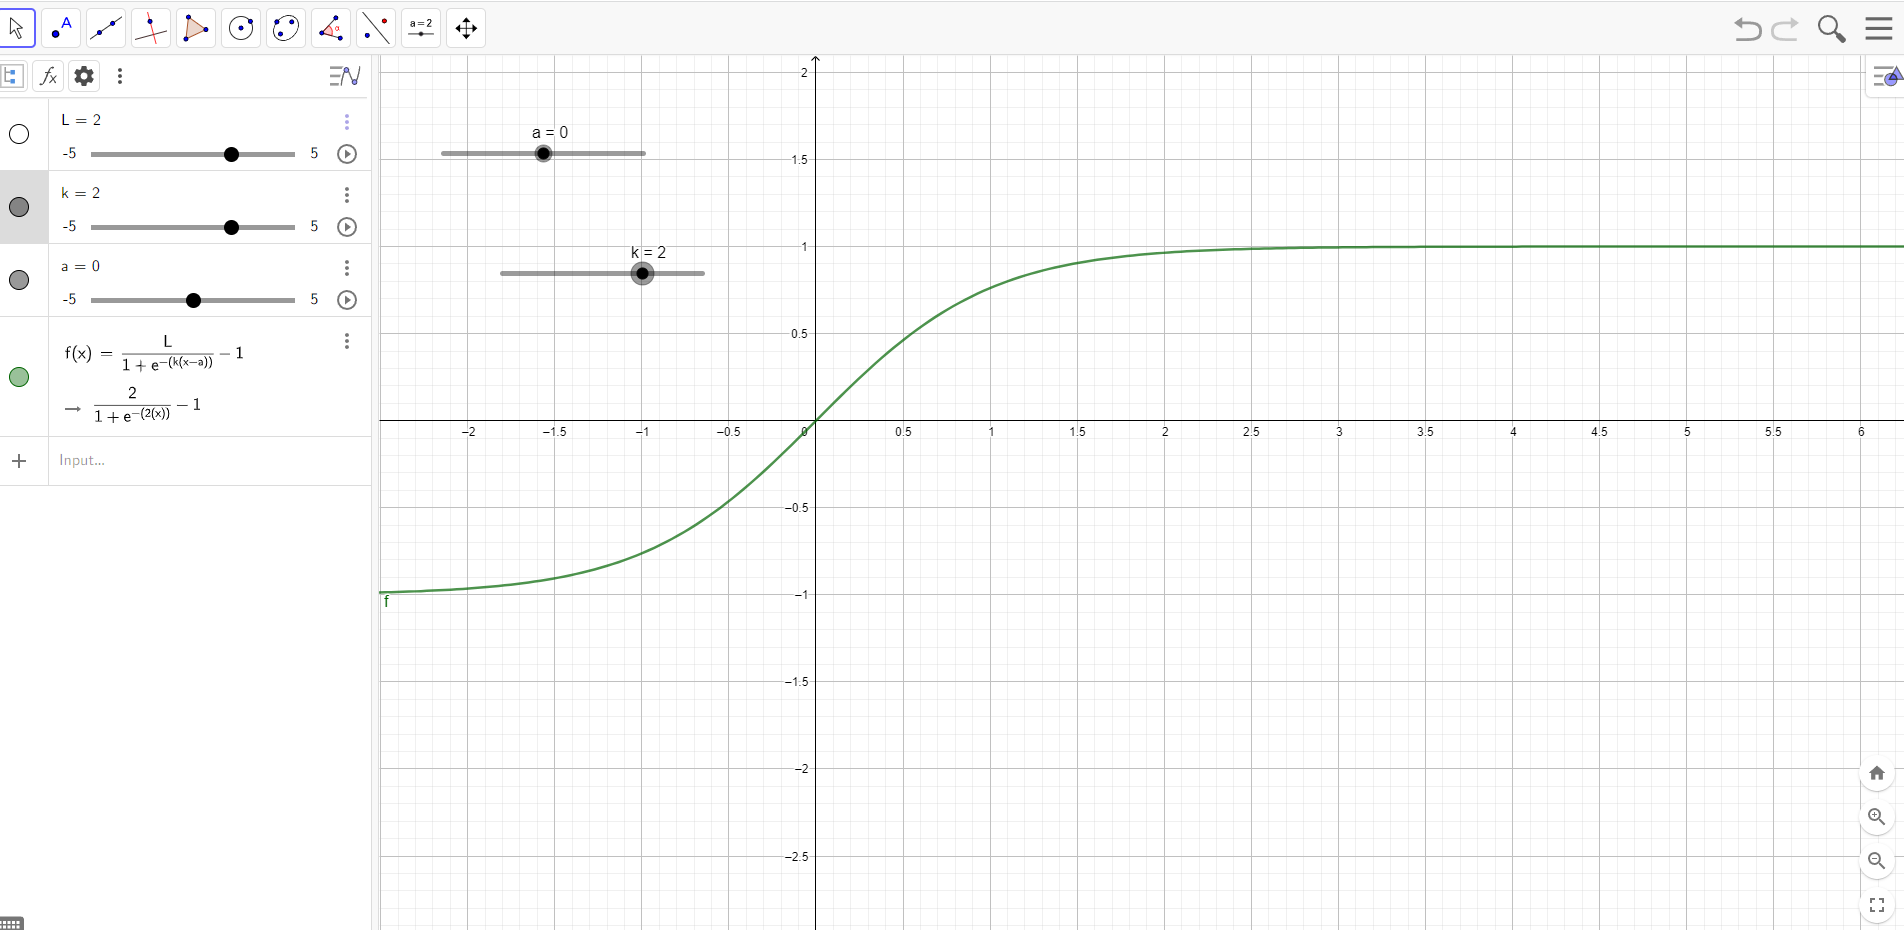 A
a = 2
fx
L = 2
-5 5
k = 2
-5 5
a = 0
-5 5
f(x) = L / (1 + e^(−(k(x−a)))) − 1
→ 2 / (1 + e^(−(2(x)))) − 1
+ Input...
a = 0
k = 2
2
1.5
1
0.5
−2 −1.5 −1 −0.5 0 0.5 1 1.5 2 2.5 3 3.5 4 4.5 5 5.5 6
−0.5
−1
f
−1.5
−2
−2.5